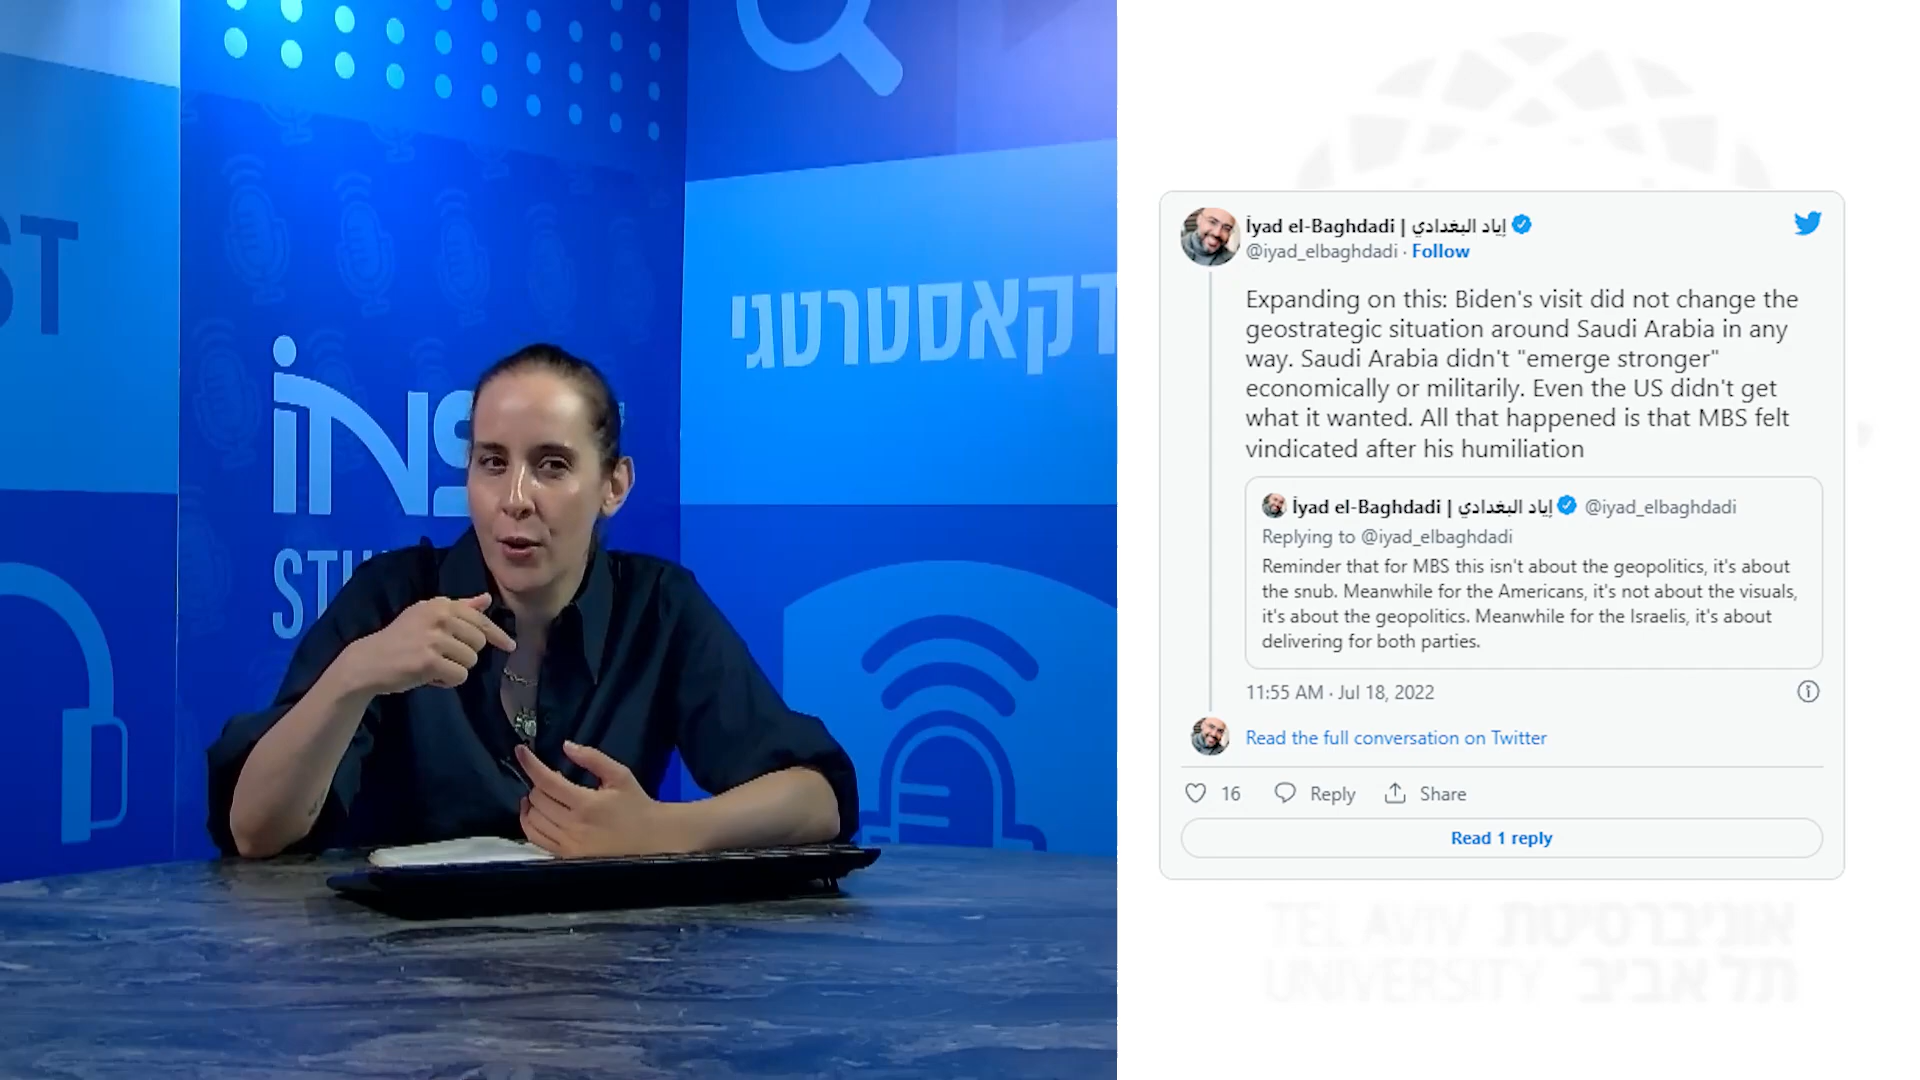 ST
iNS
STU
דקאסטרטגי
İyad el-Baghdadi | إياد البغدادي
@iyad_elbaghdadi · Follow
Expanding on this: Biden's visit did not change the
geostrategic situation around Saudi Arabia in any
way. Saudi Arabia didn't "emerge stronger"
economically or militarily. Even the US didn't get
what it wanted. All that happened is that MBS felt
vindicated after his humiliation
İyad el-Baghdadi | إياد البغدادي @iyad_elbaghdadi
Replying to @iyad_elbaghdadi
Reminder that for MBS this isn't about the geopolitics, it's about
the snub. Meanwhile for the Americans, it's not about the visuals,
it's about the geopolitics. Meanwhile for the Israelis, it's about
delivering for both parties.
11:55 AM · Jul 18, 2022
Read the full conversation on Twitter
16 Reply Share
Read 1 reply
TEL AVIV אוניברסיטת
UNIVERSITY תל אביב